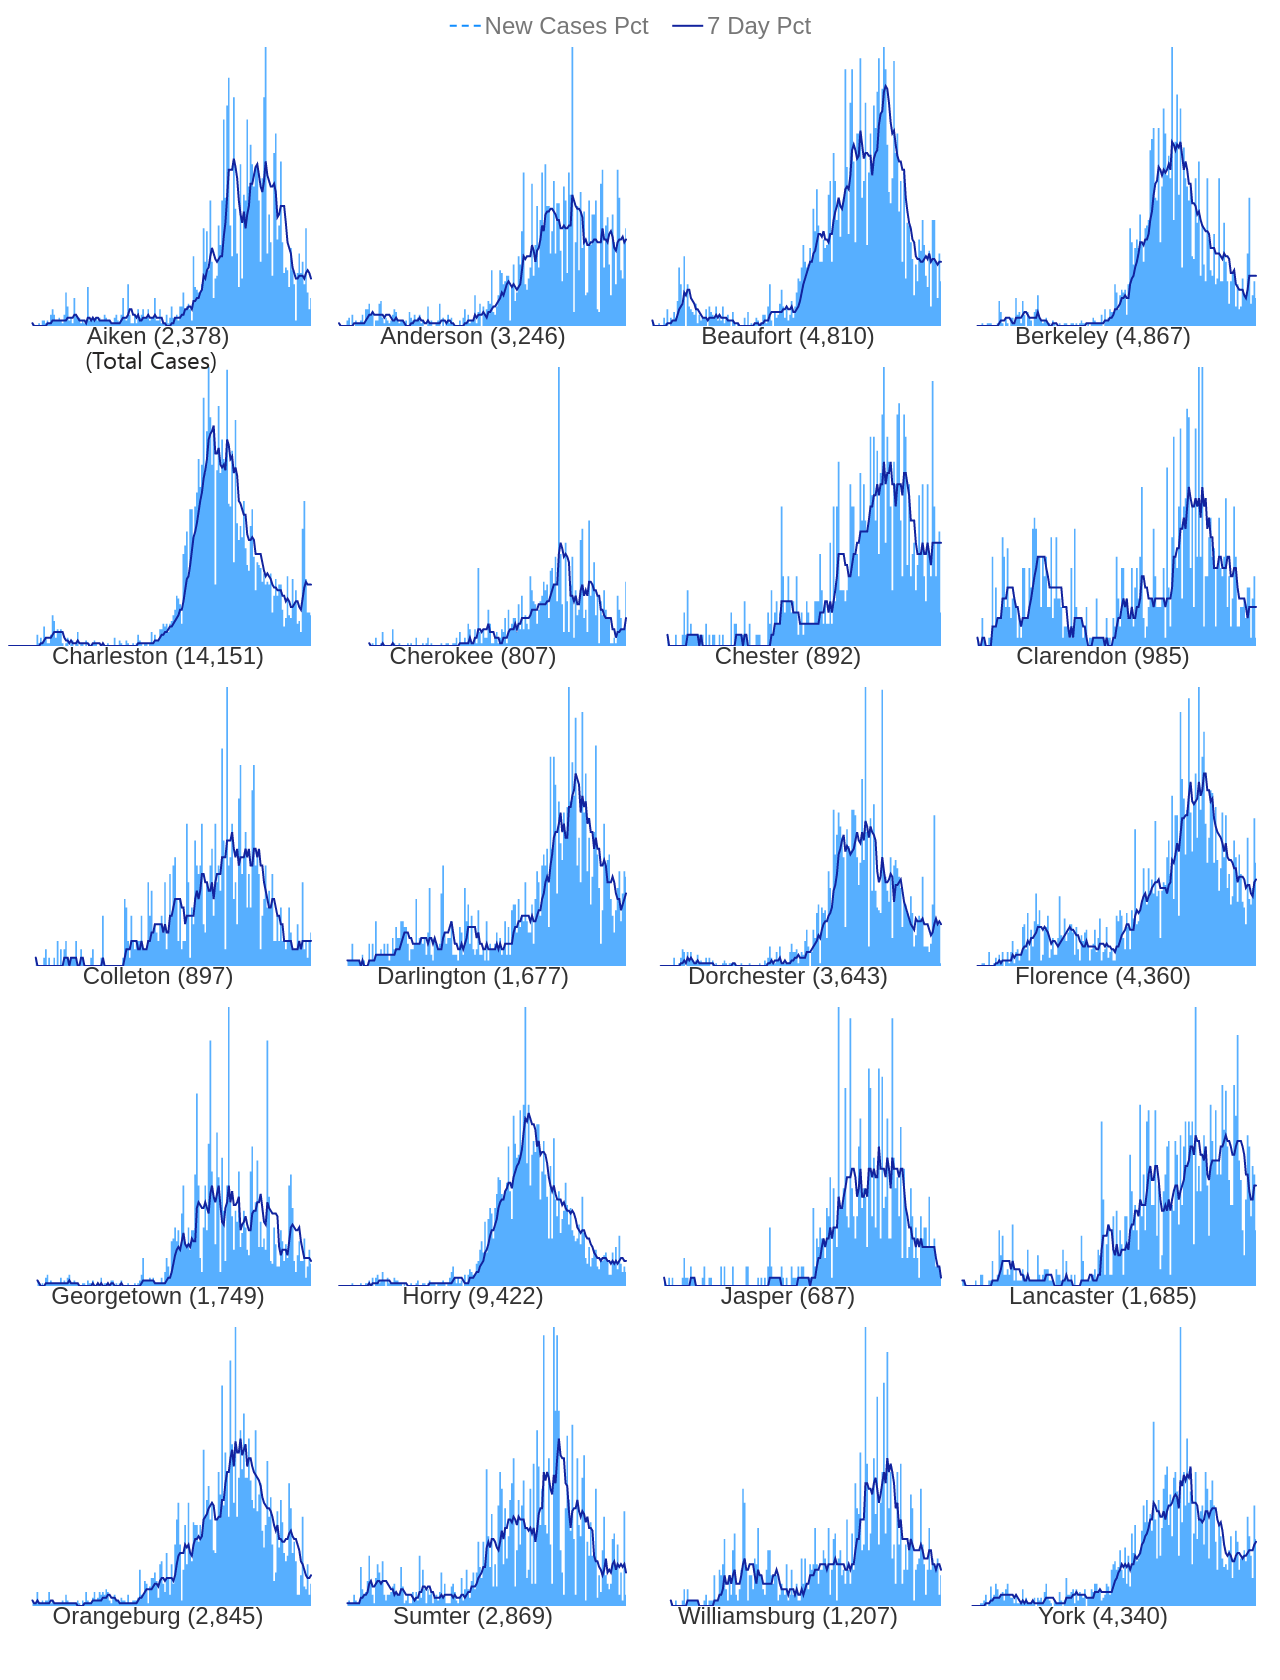 New Cases Pct 7 Day Pct
Aiken (2,378) Anderson (3,246) Beaufort (4,810) Berkeley (4,867)
(Total Cases)
Charleston (14,151) Cherokee (807) Chester (892) Clarendon (985)
Colleton (897) Darlington (1,677) Dorchester (3,643) Florence (4,360)
Georgetown (1,749) Horry (9,422) Jasper (687) Lancaster (1,685)
Orangeburg (2,845) Sumter (2,869) Williamsburg (1,207) York (4,340)